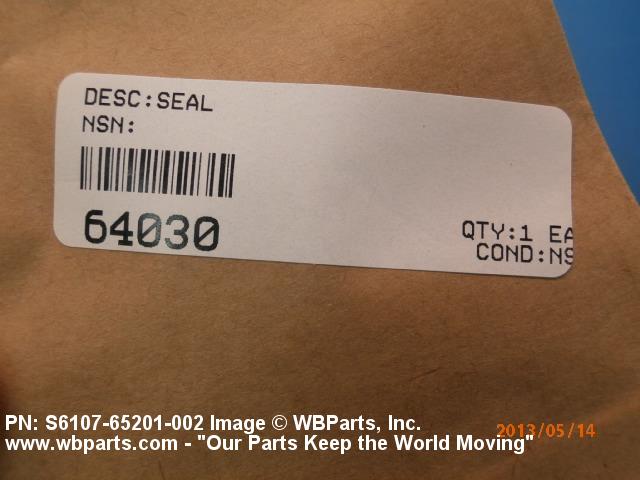 DESC:SEAL
NSN:
64030
QTY:1 EA
COND:NS
PN: S6107-65201-002 Image © WBParts, Inc.
2013/05/14
www.wbparts.com - "Our Parts Keep the World Moving"